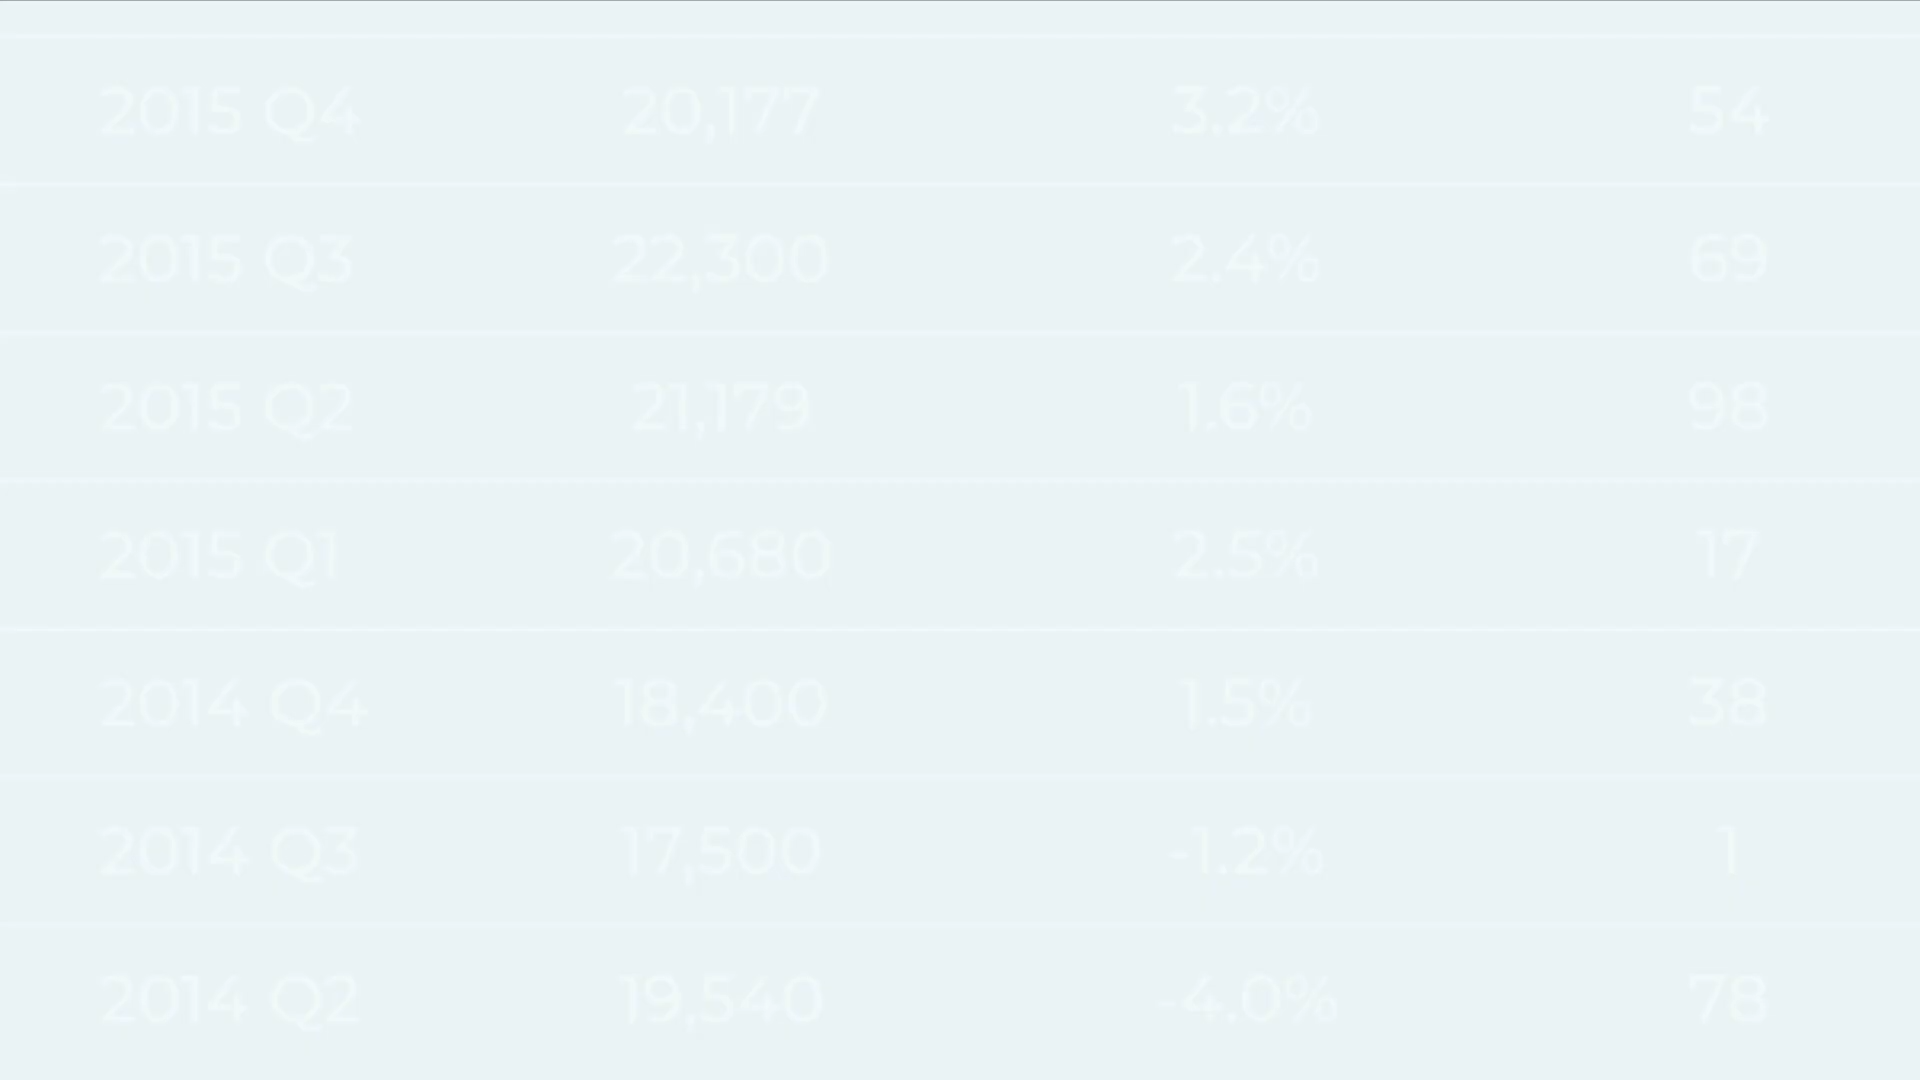 2015 Q4 20,177 3.2% 54
2015 Q3 22,300 2.4% 69
2015 Q2 21,179 1.6% 98
2015 Q1 20,680 2.5% 17
2014 Q4 18,400 1.5% 38
2014 Q3 17,500 -1.2% 1
2014 Q2 19,540 -4.0% 78